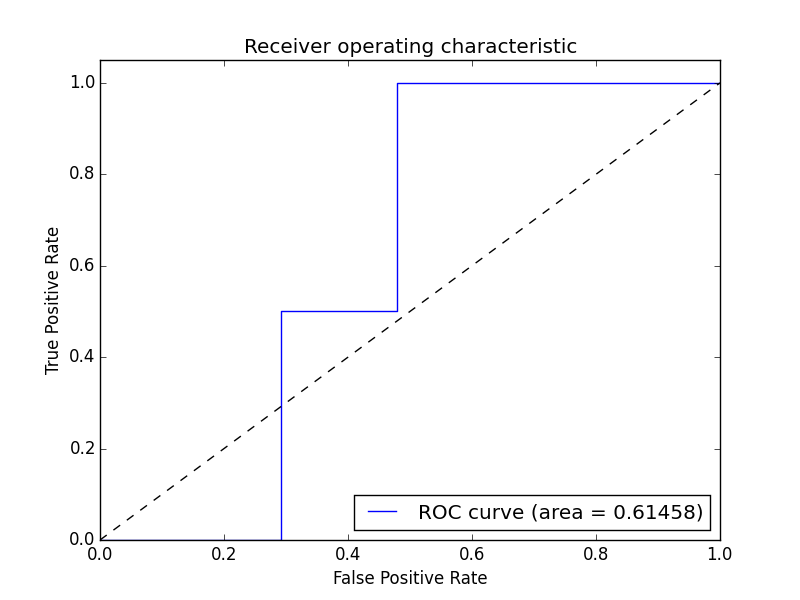 Receiver operating characteristic
1.0
0.8
0.6
0.4
0.2
0.0
True Positive Rate
ROC curve (area = 0.61458)
0.0 0.2 0.4 0.6 0.8 1.0
False Positive Rate